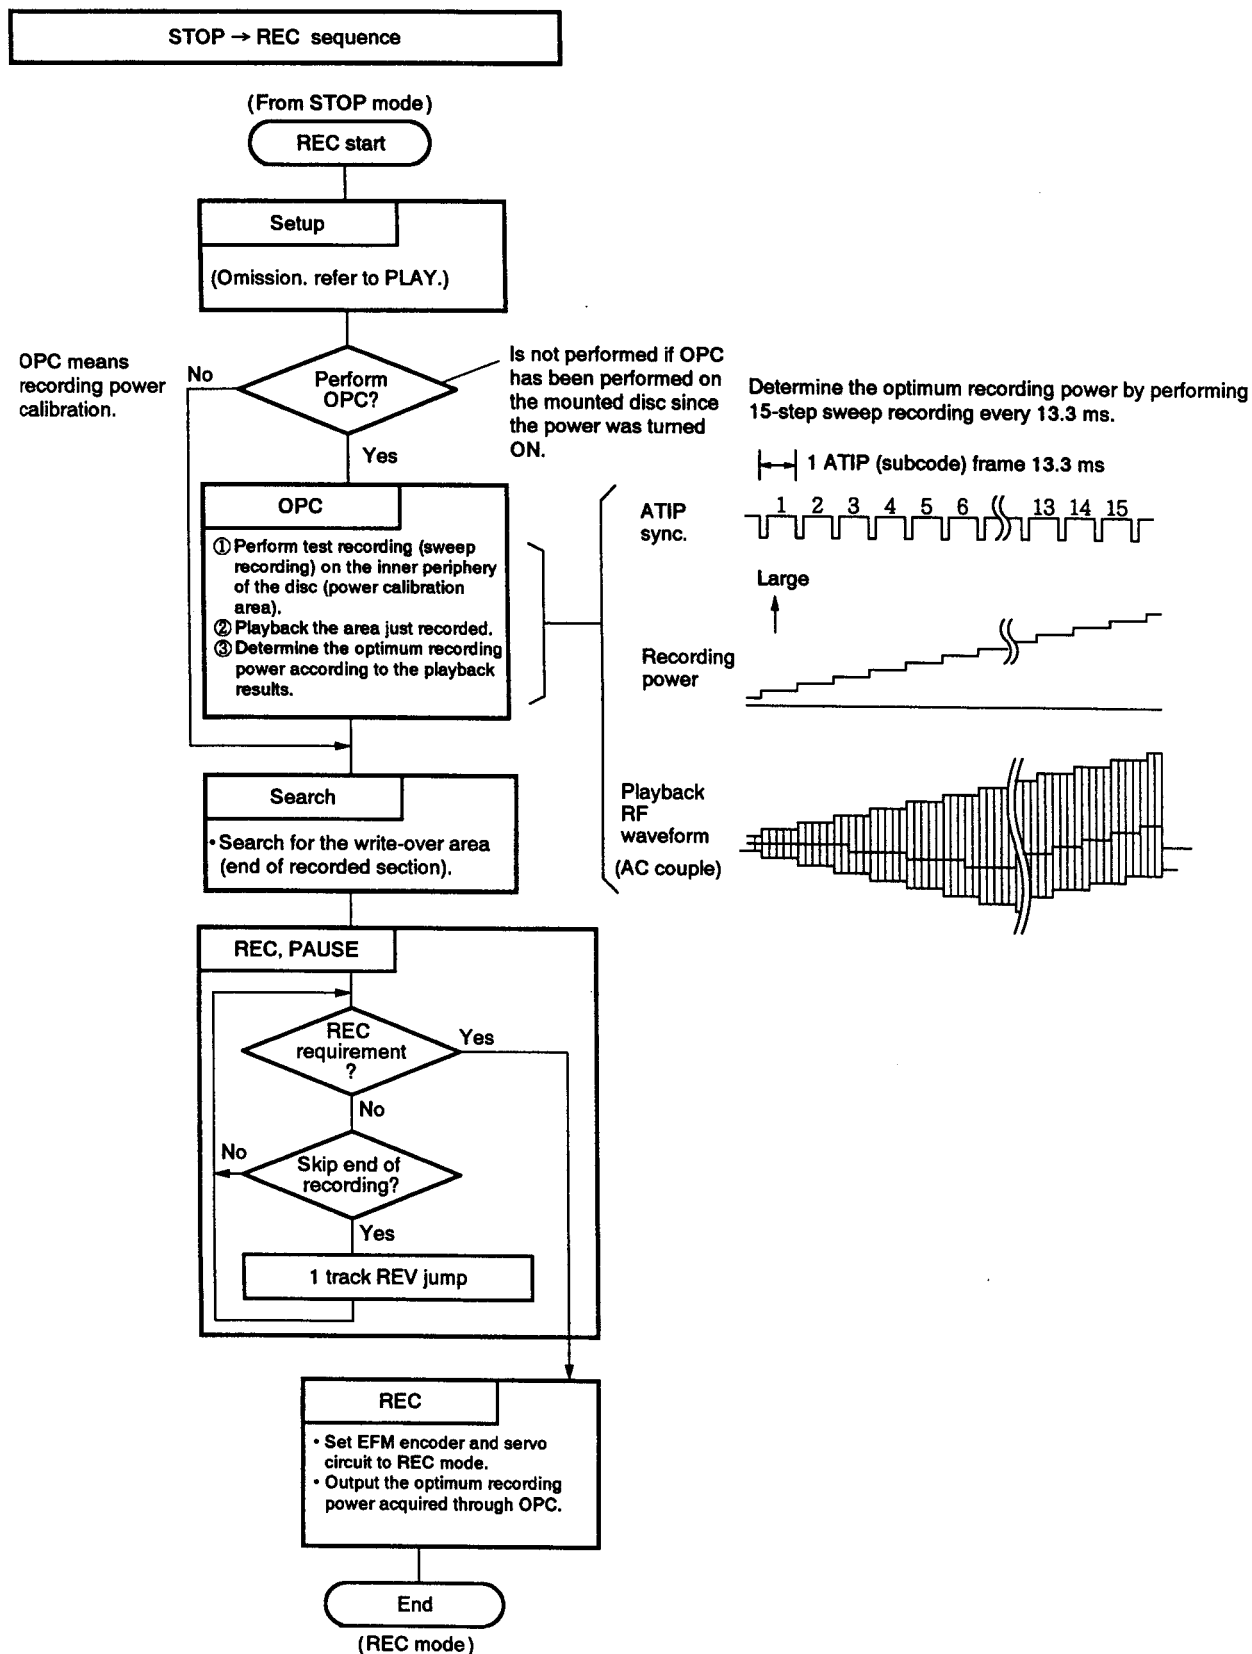 STOP → REC sequence
(From STOP mode)
REC start
Setup
(Omission. refer to PLAY.)
OPC means
recording power
calibration.
No
Perform
OPC?
Yes
Is not performed if OPC
has been performed on
the mounted disc since
the power was turned
ON.
OPC
① Perform test recording (sweep
recording) on the inner periphery
of the disc (power calibration
area).
② Playback the area just recorded.
③ Determine the optimum recording
power according to the playback
results.
Determine the optimum recording power by performing
15-step sweep recording every 13.3 ms.
1 ATIP (subcode) frame 13.3 ms
ATIP
sync.
1 2 3 4 5 6 13 14 15
Large
Recording
power
Playback
RF
waveform
(AC couple)
Search
• Search for the write-over area
(end of recorded section).
REC, PAUSE
REC
requirement
?
Yes
No
Skip end of
recording?
No
Yes
1 track REV jump
REC
• Set EFM encoder and servo
circuit to REC mode.
• Output the optimum recording
power acquired through OPC.
End
(REC mode)